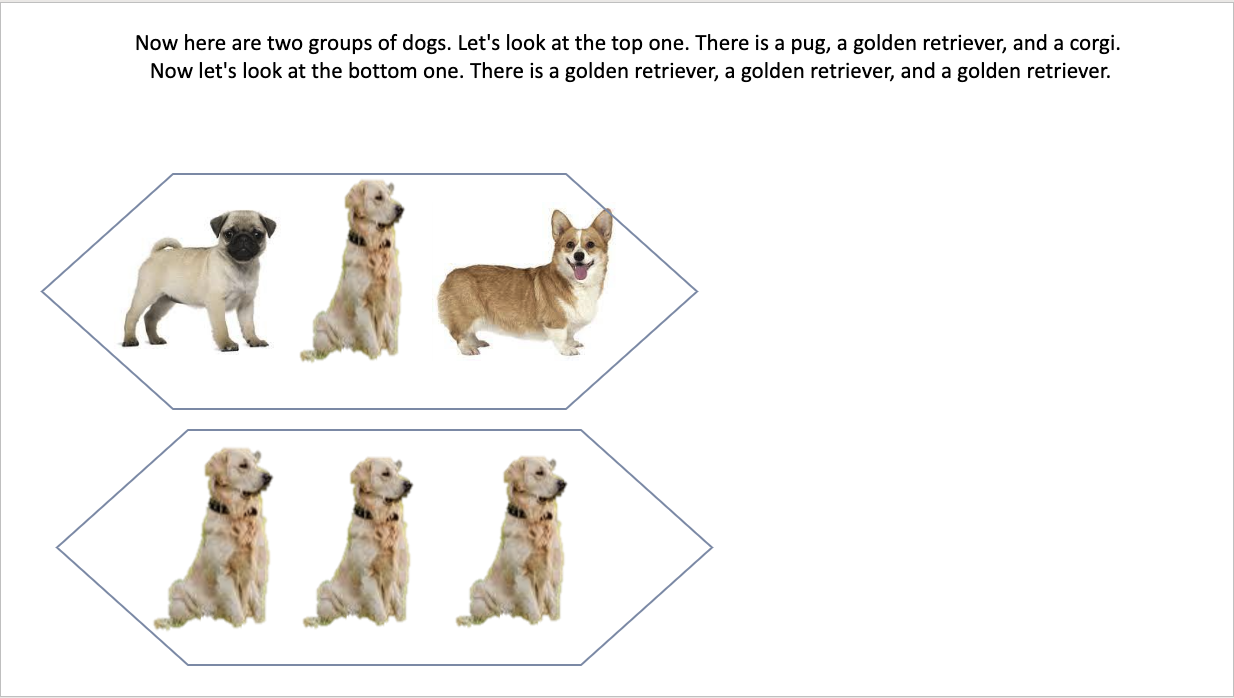 Now here are two groups of dogs. Let's look at the top one. There is a pug, a golden retriever, and a corgi.
Now let's look at the bottom one. There is a golden retriever, a golden retriever, and a golden retriever.